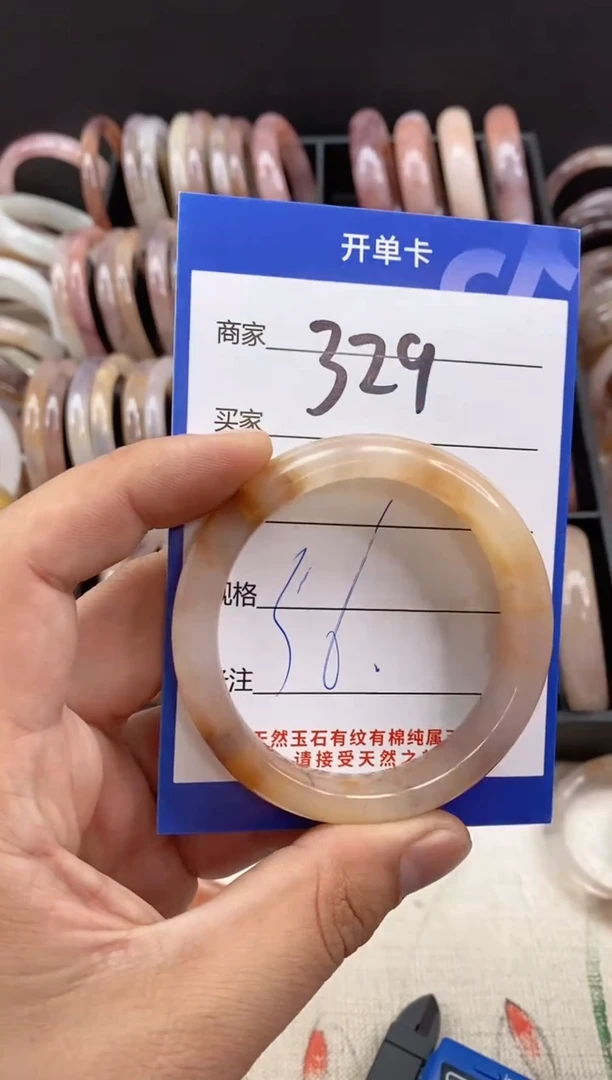 开单卡
商家 329
买家
规格 56.
备注
天然玉石有纹有棉纯属
请接受天然之